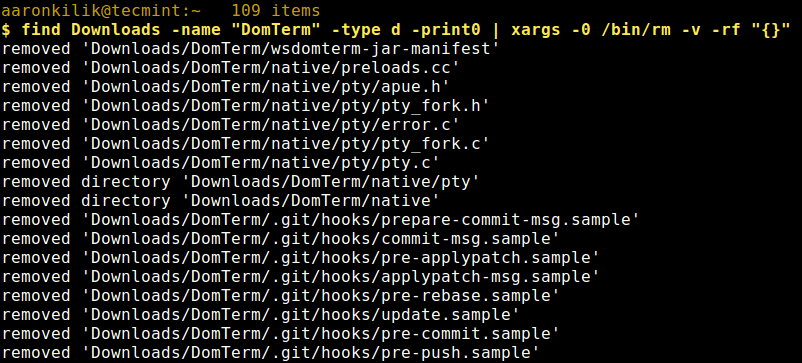 aaronkilik@tecmint:~   109 items
$ find Downloads -name "DomTerm" -type d -print0 | xargs -0 /bin/rm -v -rf "{}"
removed 'Downloads/DomTerm/wsdomterm-jar-manifest'
removed 'Downloads/DomTerm/native/preloads.cc'
removed 'Downloads/DomTerm/native/pty/apue.h'
removed 'Downloads/DomTerm/native/pty/pty_fork.h'
removed 'Downloads/DomTerm/native/pty/error.c'
removed 'Downloads/DomTerm/native/pty/pty_fork.c'
removed 'Downloads/DomTerm/native/pty/pty.c'
removed directory 'Downloads/DomTerm/native/pty'
removed directory 'Downloads/DomTerm/native'
removed 'Downloads/DomTerm/.git/hooks/prepare-commit-msg.sample'
removed 'Downloads/DomTerm/.git/hooks/commit-msg.sample'
removed 'Downloads/DomTerm/.git/hooks/pre-applypatch.sample'
removed 'Downloads/DomTerm/.git/hooks/applypatch-msg.sample'
removed 'Downloads/DomTerm/.git/hooks/pre-rebase.sample'
removed 'Downloads/DomTerm/.git/hooks/update.sample'
removed 'Downloads/DomTerm/.git/hooks/pre-commit.sample'
removed 'Downloads/DomTerm/.git/hooks/pre-push.sample'